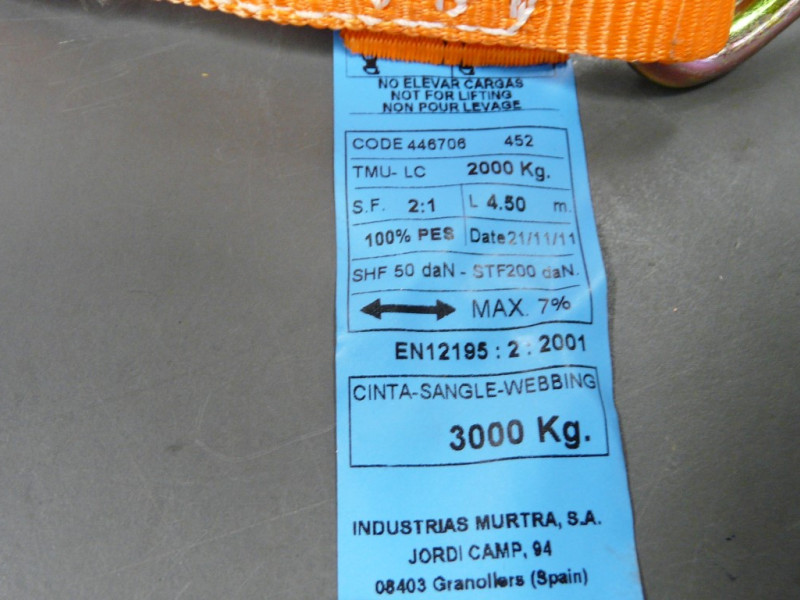 NO ELEVAR CARGAS
NOT FOR LIFTING
NON POUR LEVAGE
CODE 446706 452
TMU- LC 2000 Kg.
S.F. 2:1 L 4.50 m.
100% PES Date 21/11/11
SHF 50 daN - STF200 daN.
MAX. 7%
EN12195 : 2 : 2001
CINTA-SANGLE-WEBBING
3000 Kg.
INDUSTRIAS MURTRA, S.A.
JORDI CAMP, 94
08403 Granollers (Spain)